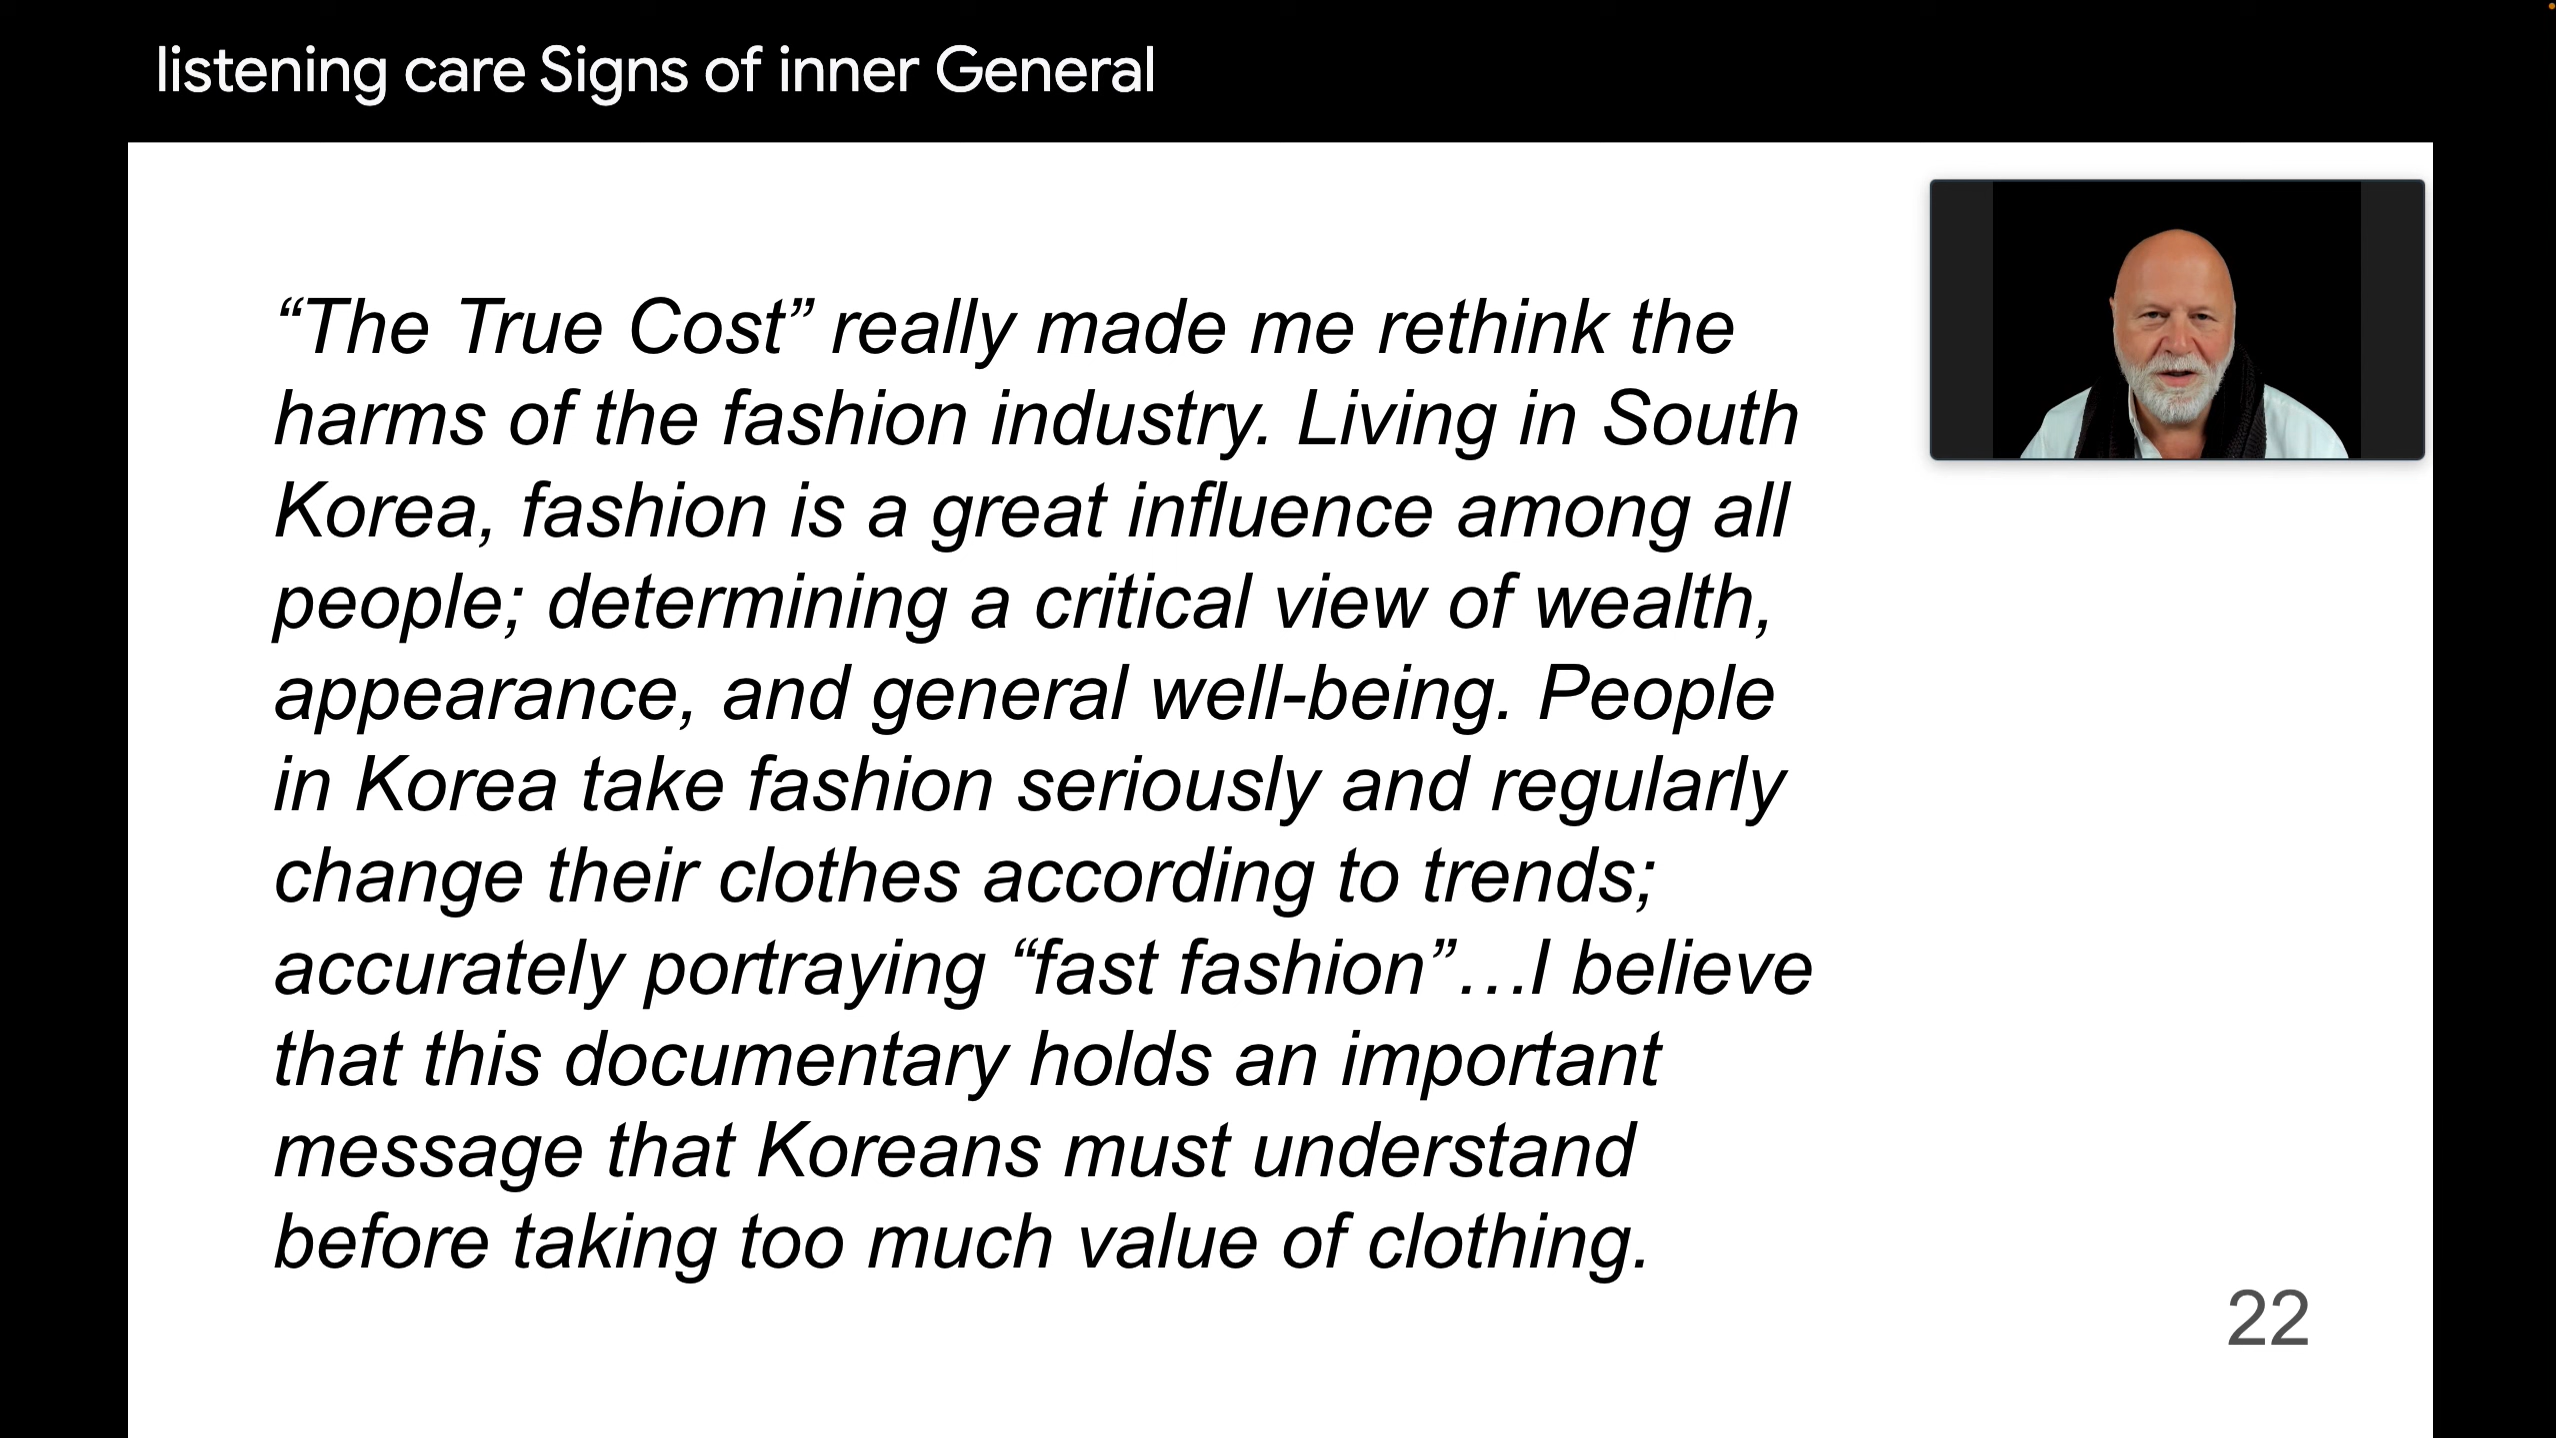 listening care Signs of inner General
“The True Cost” really made me rethink the
harms of the fashion industry. Living in South
Korea, fashion is a great influence among all
people; determining a critical view of wealth,
appearance, and general well-being. People
in Korea take fashion seriously and regularly
change their clothes according to trends;
accurately portraying “fast fashion”…I believe
that this documentary holds an important
message that Koreans must understand
before taking too much value of clothing.
22